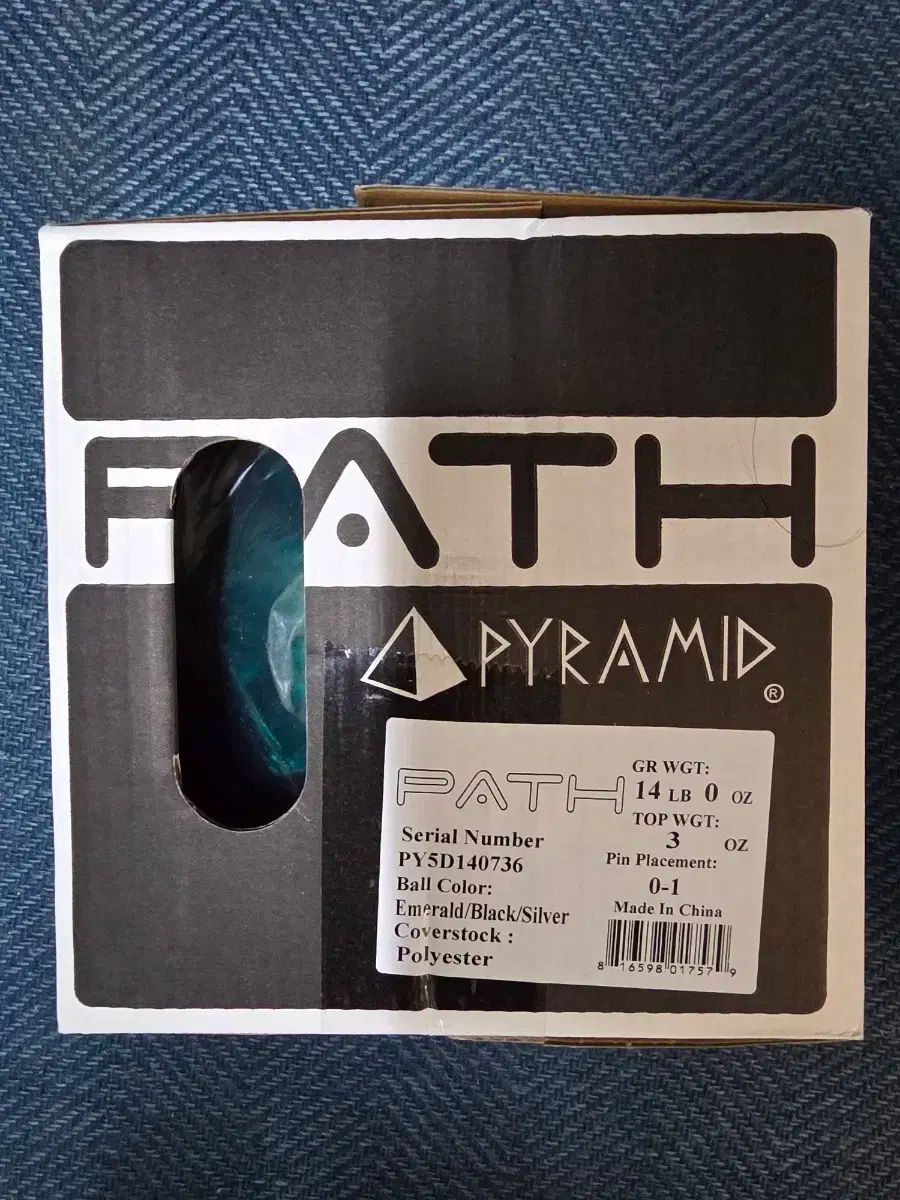 PATH
PYRAMID®
PATH
Serial Number
PY5D140736
Ball Color:
Emerald/Black/Silver
Coverstock :
Polyester
GR WGT:
14 LB 0 OZ
TOP WGT:
3 OZ
Pin Placement:
0-1
Made In China
8 16598 01757 9